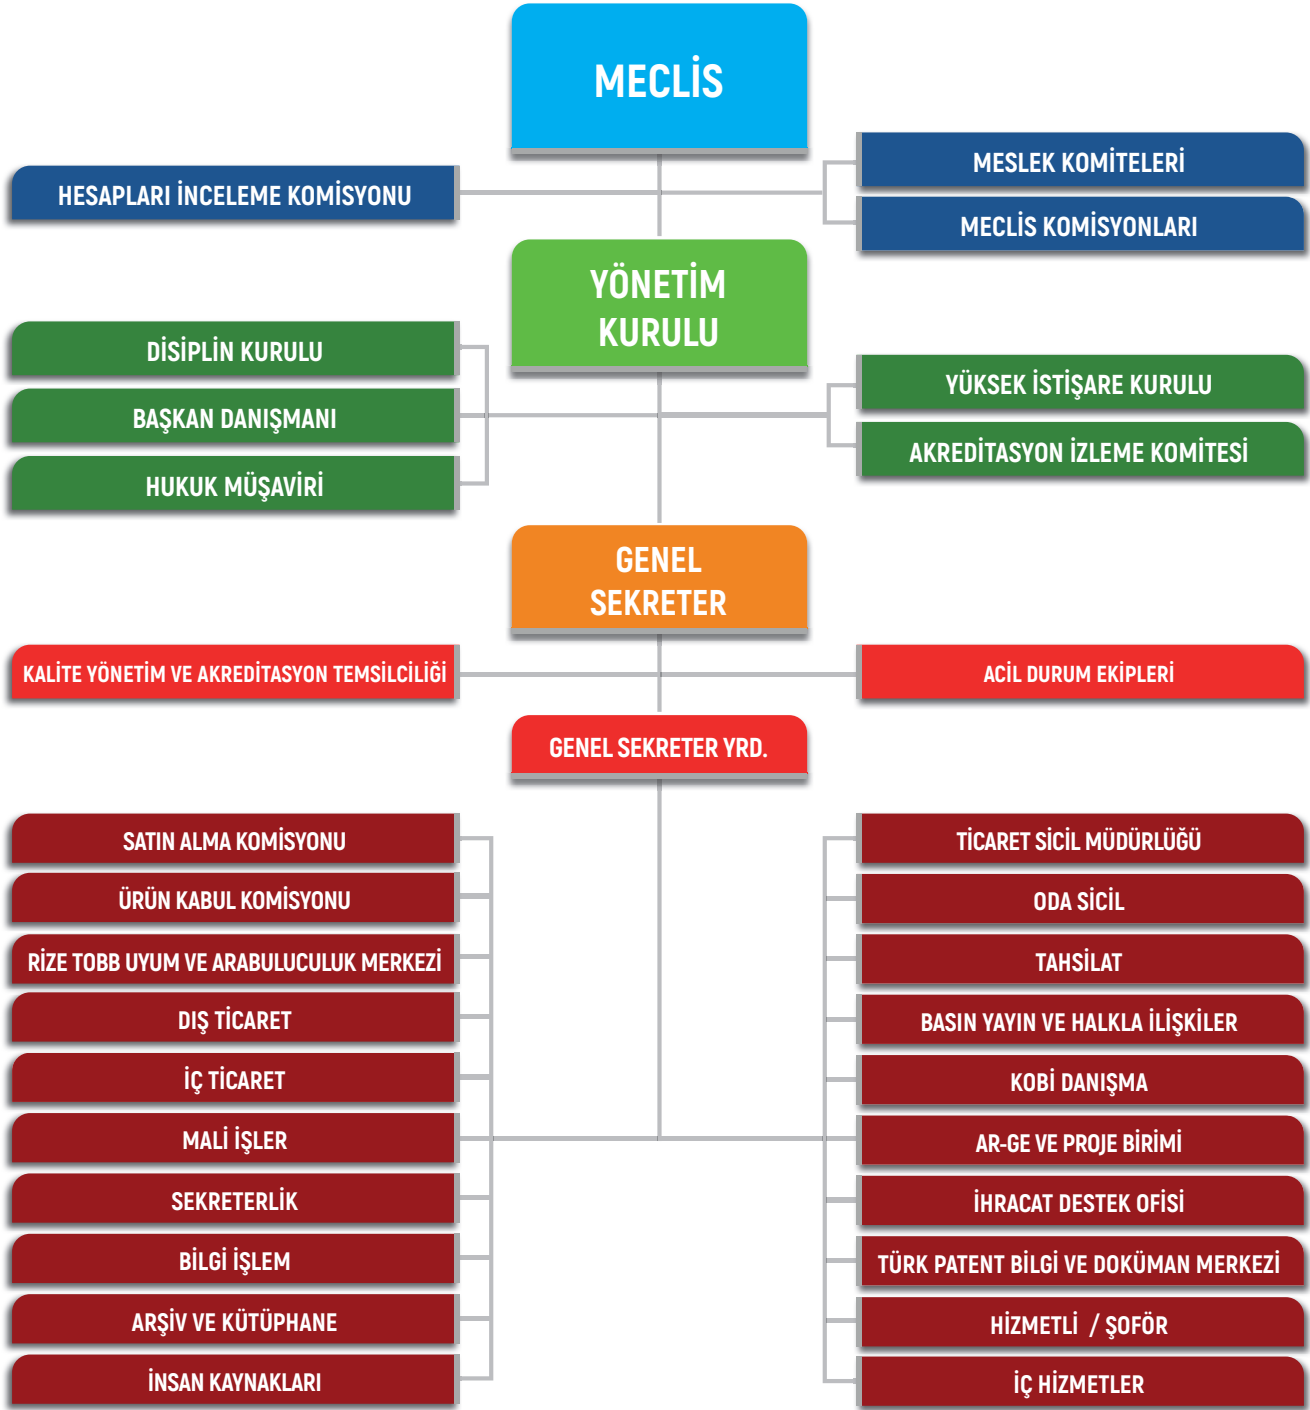 MECLİS
HESAPLARI İNCELEME KOMİSYONU
MESLEK KOMİTELERİ
MECLİS KOMİSYONLARI
YÖNETİM
KURULU
DİSİPLİN KURULU
BAŞKAN DANIŞMANI
HUKUK MÜŞAVİRİ
YÜKSEK İSTİŞARE KURULU
AKREDİTASYON İZLEME KOMİTESİ
GENEL
SEKRETER
KALİTE YÖNETİM VE AKREDİTASYON TEMSİLCİLİĞİ
ACİL DURUM EKİPLERİ
GENEL SEKRETER YRD.
SATIN ALMA KOMİSYONU
ÜRÜN KABUL KOMİSYONU
RİZE TOBB UYUM VE ARABULUCULUK MERKEZİ
DIŞ TİCARET
İÇ TİCARET
MALİ İŞLER
SEKRETERLİK
BİLGİ İŞLEM
ARŞİV VE KÜTÜPHANE
İNSAN KAYNAKLARI
TİCARET SİCİL MÜDÜRLÜĞÜ
ODA SİCİL
TAHSİLAT
BASIN YAYIN VE HALKLA İLİŞKİLER
KOBİ DANIŞMA
AR-GE VE PROJE BİRİMİ
İHRACAT DESTEK OFİSİ
TÜRK PATENT BİLGİ VE DOKÜMAN MERKEZİ
HİZMETLİ / ŞOFÖR
İÇ HİZMETLER